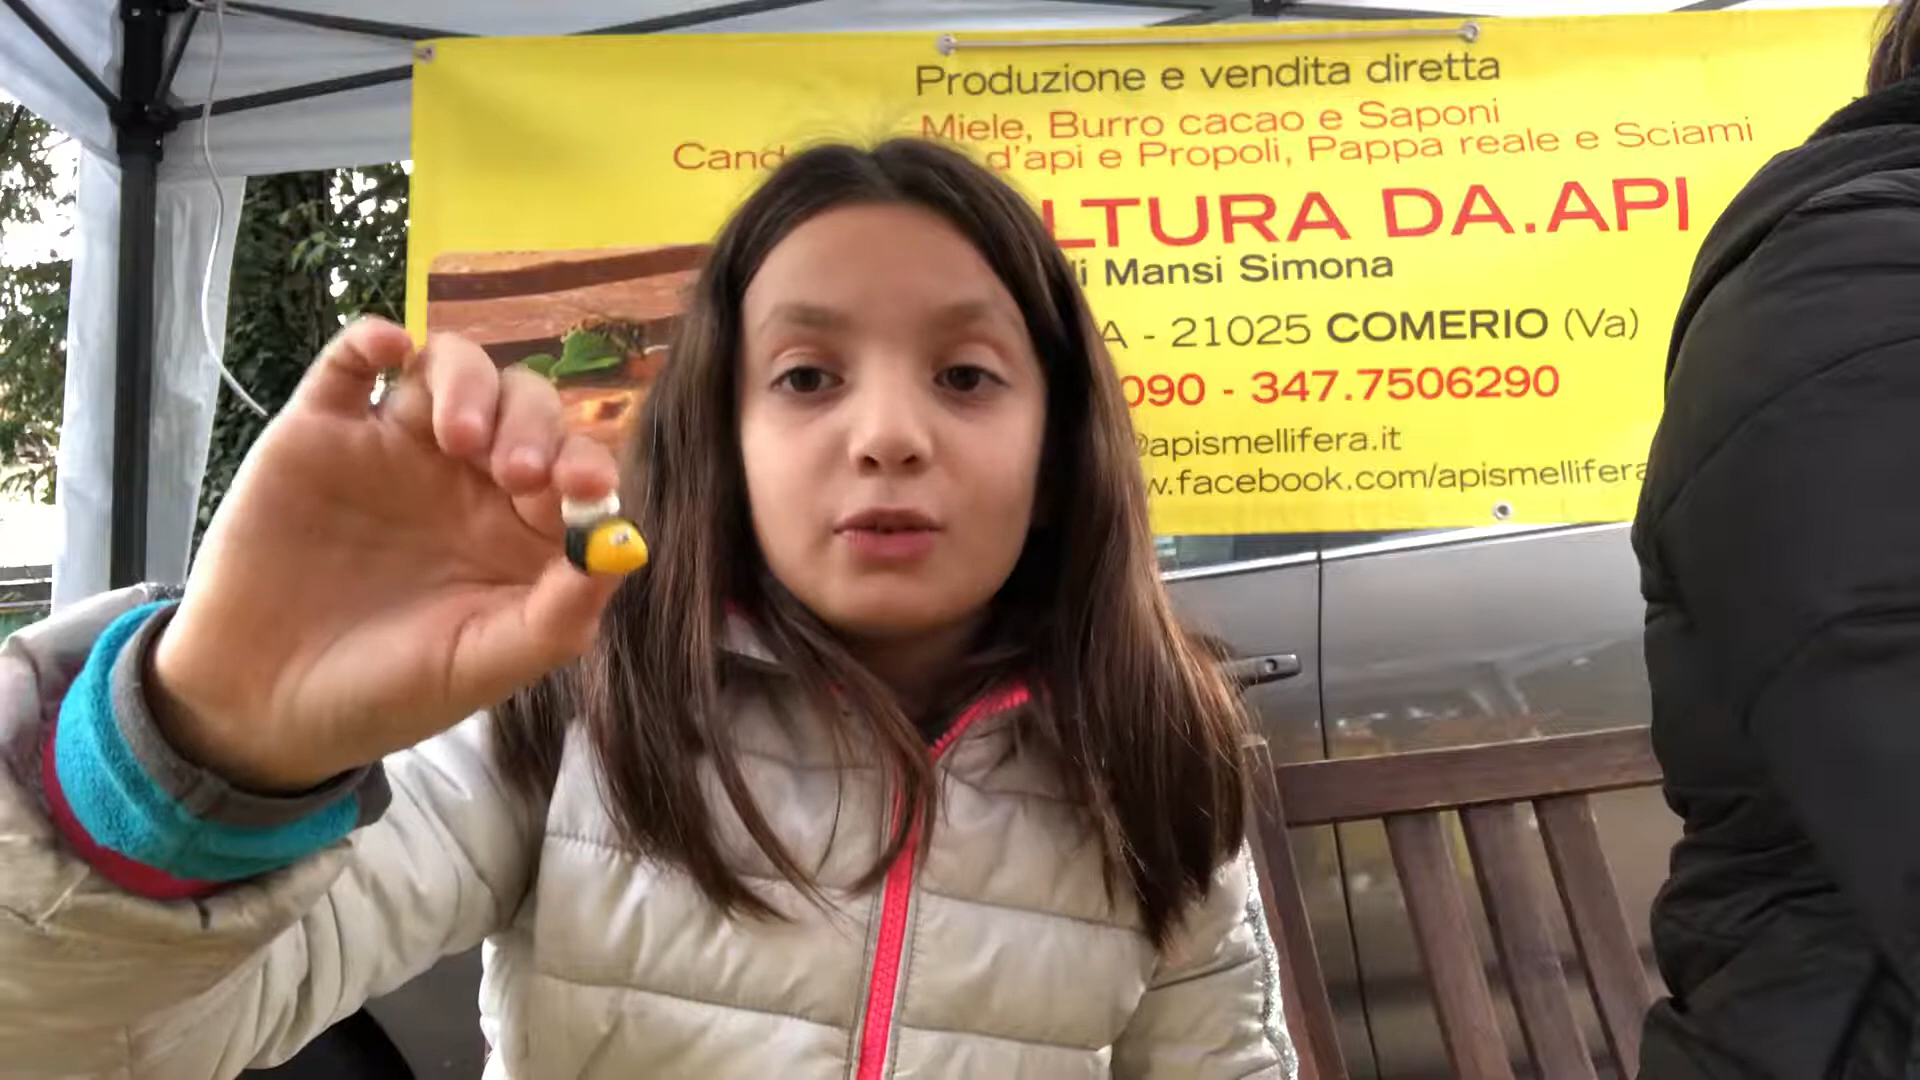 Produzione e vendita diretta
Miele, Burro cacao e Saponi
d'api e Propoli, Pappa reale e Sciami
LTURA DA.API
di Mansi Simona
A - 21025 COMERIO (Va)
090 - 347.7506290
@apismellifera.it
w.facebook.com/apismellifera